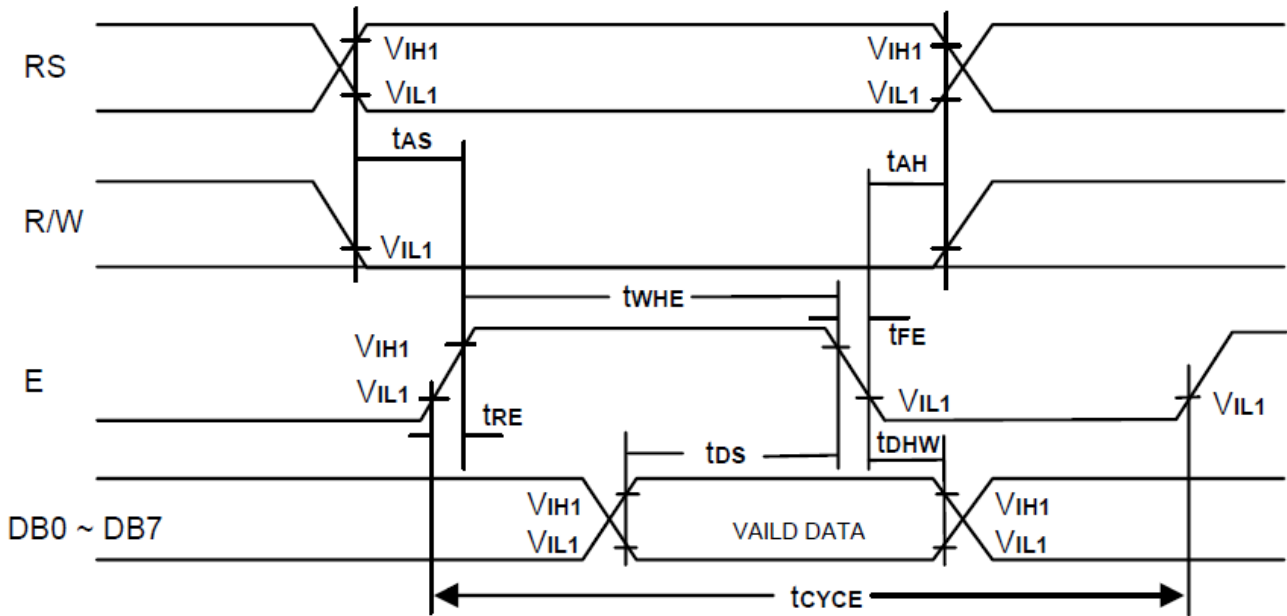 RS
VIH1 VIH1
VIL1 VIL1
tAS
tAH
R/W
VIL1
tWHE
tFE
VIH1
E
VIL1 VIL1 VIL1
tRE
tDS
tDHW
DB0 ~ DB7
VIH1 VIH1
VAILD DATA
VIL1 VIL1
tCYCE